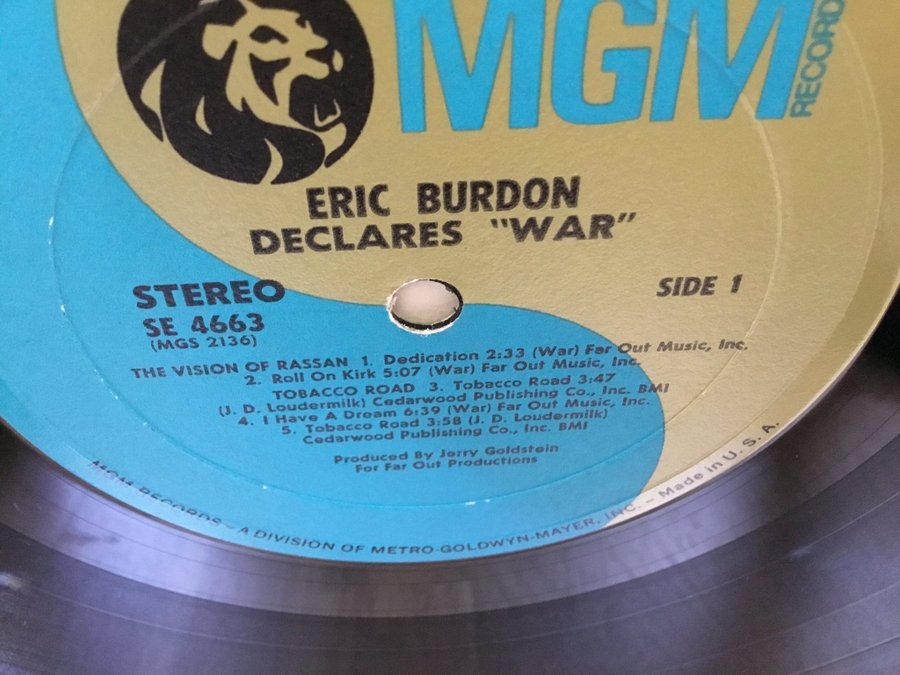 MGM
RECORD
ERIC BURDON
DECLARES "WAR"
STEREO
SIDE 1
SE 4663
(MGS 2136)
THE VISION OF RASSAN 1. Dedication 2:33 (War) Far Out Music, Inc.
2. Roll On Kirk 5:07 (War) Far Out Music, Inc.
TOBACCO ROAD 3. Tobacco Road 3:47
(J. D. Loudermilk) Cedarwood Publishing Co., Inc. BMI
4. I Have A Dream 6:39 (War) Far Out Music, Inc.
5. Tobacco Road 3:58 (J. D. Loudermilk)
Cedarwood Publishing Co., Inc. BMI
Produced by Jerry Goldstein
For Far Out Productions
MGM RECORDS – A DIVISION OF METRO-GOLDWYN-MAYER, INC. – Made in U. S. A.